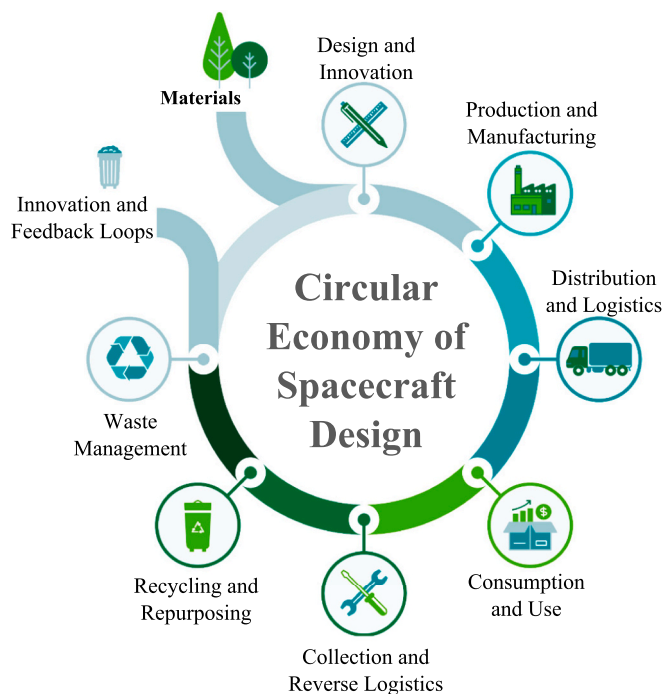 Design and
Innovation
Materials
Production and
Manufacturing
Innovation and
Feedback Loops
Distribution
and Logistics
Circular
Economy of
Spacecraft
Design
Waste
Management
Recycling and
Repurposing
$
Consumption
and Use
Collection and
Reverse Logistics